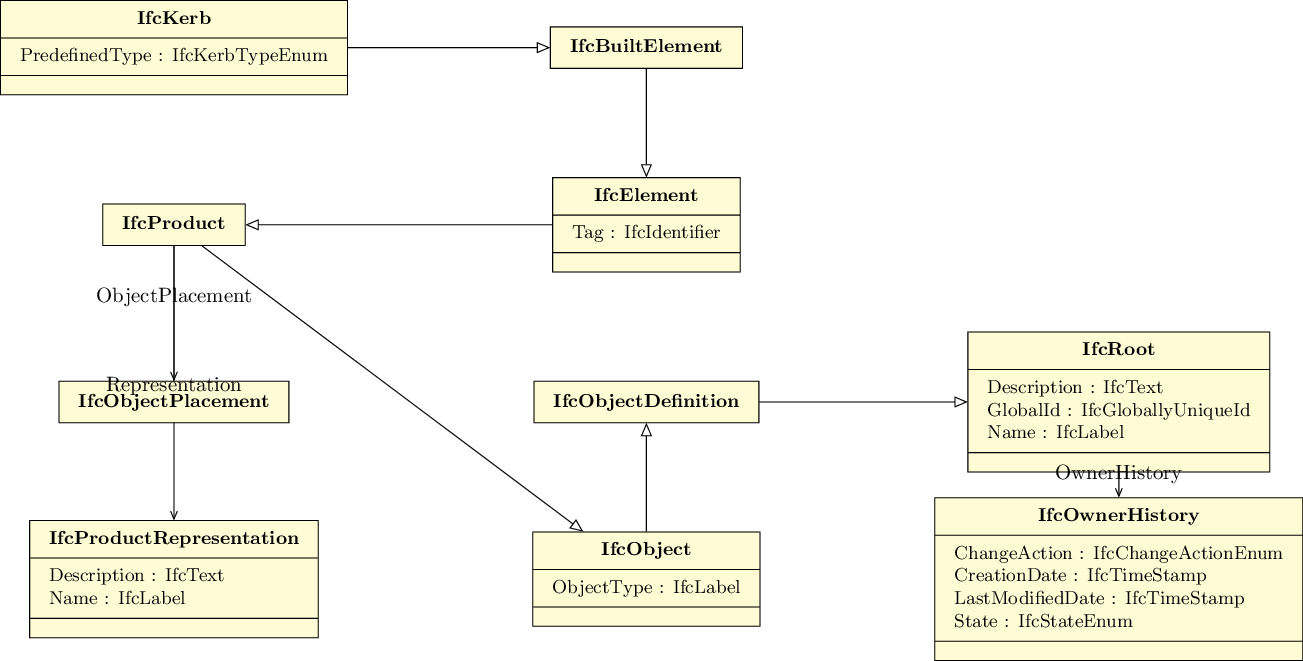 IfcKerb
PredefinedType : IfcKerbTypeEnum
IfcBuiltElement
IfcElement
Tag : IfcIdentifier
IfcProduct
ObjectPlacement
Representation
IfcObjectPlacement
IfcObjectDefinition
IfcRoot
Description : IfcText
GlobalId : IfcGloballyUniqueId
Name : IfcLabel
OwnerHistory
IfcProductRepresentation
Description : IfcText
Name : IfcLabel
IfcObject
ObjectType : IfcLabel
IfcOwnerHistory
ChangeAction : IfcChangeActionEnum
CreationDate : IfcTimeStamp
LastModifiedDate : IfcTimeStamp
State : IfcStateEnum